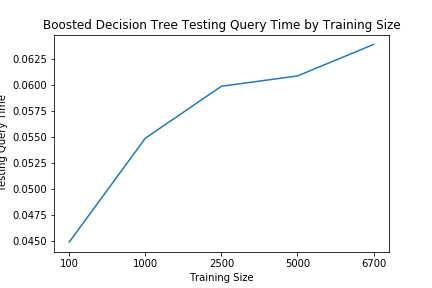 Boosted Decision Tree Testing Query Time by Training Size
Testing Query Time
0.0625
0.0600
0.0575
0.0550
0.0525
0.0500
0.0475
0.0450
100 1000 2500 5000 6700
Training Size